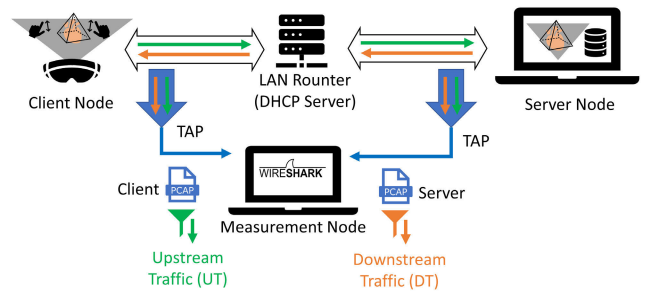 Client Node
LAN Rounter
(DHCP Server)
Server Node
TAP
TAP
WIRESHARK
Client
PCAP
PCAP
Server
Measurement Node
Upstream
Traffic (UT)
Downstream
Traffic (DT)